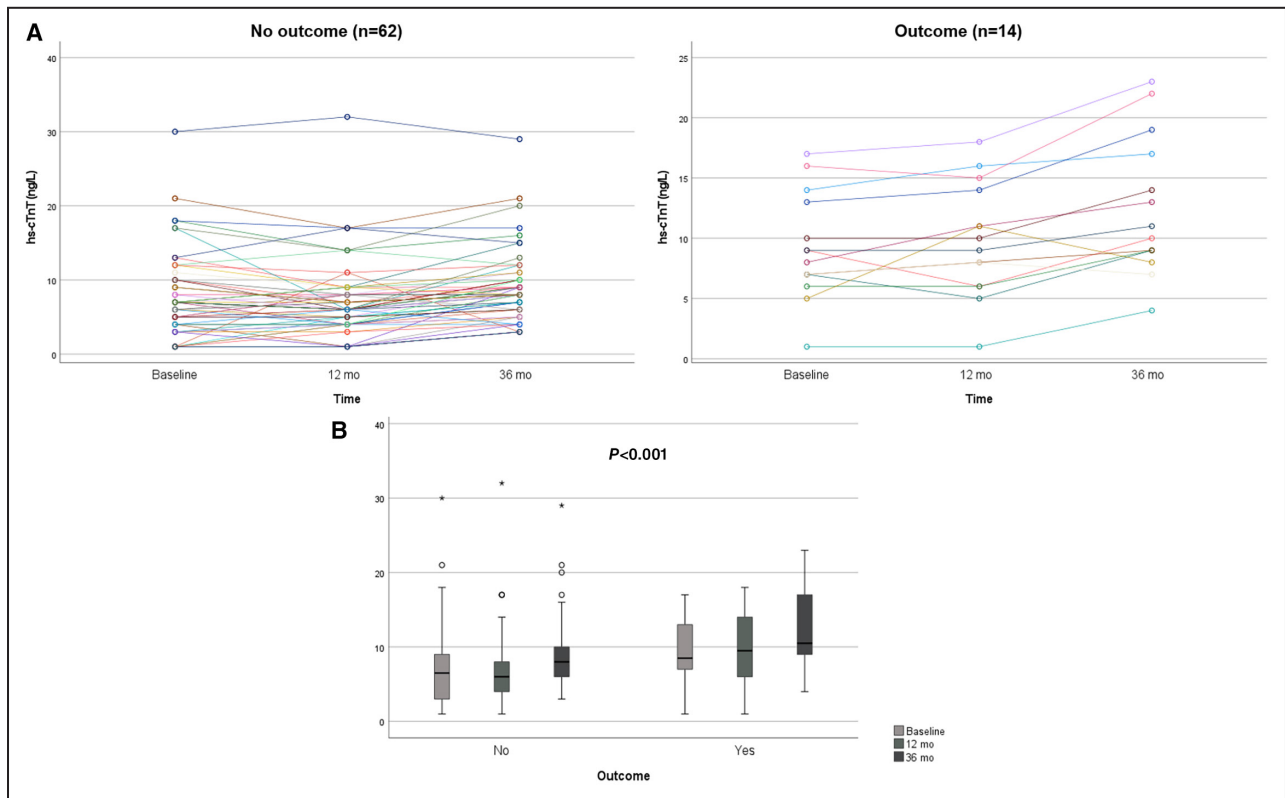 A
No outcome (n=62)
Outcome (n=14)
hs-cTnT (ng/L)
40
30
20
10
0
Baseline
12 mo
36 mo
Time
hs-cTnT (ng/L)
25
20
15
10
5
0
Baseline
12 mo
36 mo
Time
B
P<0.001
40
30
20
10
0
No
Yes
Outcome
Baseline
12 mo
36 mo